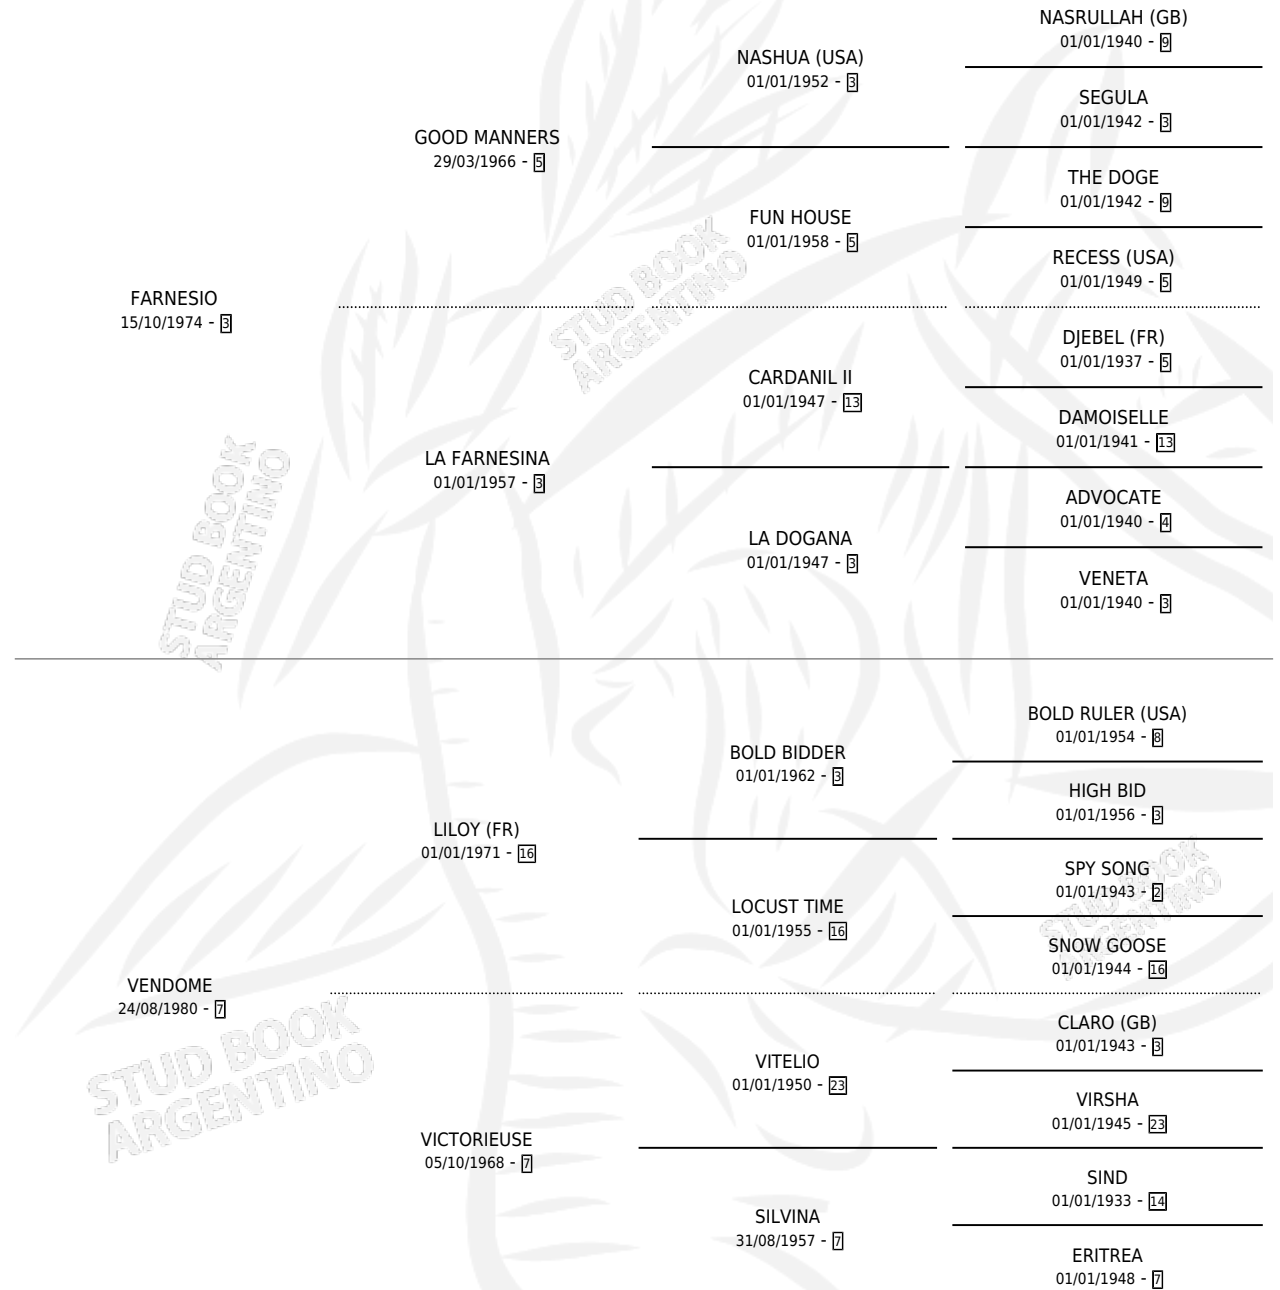 NASRULLAH (GB)
01/01/1940 - 9
NASHUA (USA)
01/01/1952 - 3
SEGULA
01/01/1942 - 3
GOOD MANNERS
29/03/1966 - 5
THE DOGE
01/01/1942 - 9
FUN HOUSE
01/01/1958 - 5
RECESS (USA)
01/01/1949 - 5
FARNESIO
15/10/1974 - 3
DJEBEL (FR)
01/01/1937 - 5
CARDANIL II
01/01/1947 - 13
DAMOISELLE
01/01/1941 - 13
LA FARNESINA
01/01/1957 - 3
ADVOCATE
01/01/1940 - 4
LA DOGANA
01/01/1947 - 3
VENETA
01/01/1940 - 3
BOLD RULER (USA)
01/01/1954 - 8
BOLD BIDDER
01/01/1962 - 3
HIGH BID
01/01/1956 - 3
LILOY (FR)
01/01/1971 - 16
SPY SONG
01/01/1943 - 2
LOCUST TIME
01/01/1955 - 16
SNOW GOOSE
01/01/1944 - 16
VENDOME
24/08/1980 - 7
CLARO (GB)
01/01/1943 - 3
VITELIO
01/01/1950 - 23
VIRSHA
01/01/1945 - 23
VICTORIEUSE
05/10/1968 - 7
SIND
01/01/1933 - 14
SILVINA
31/08/1957 - 7
ERITREA
01/01/1948 - 7
STUD BOOK
ARGENTINO
STUD BOOK
ARGENTINO
STUD BOOK
ARGENTINO
STUD BOOK
ARGENTINO